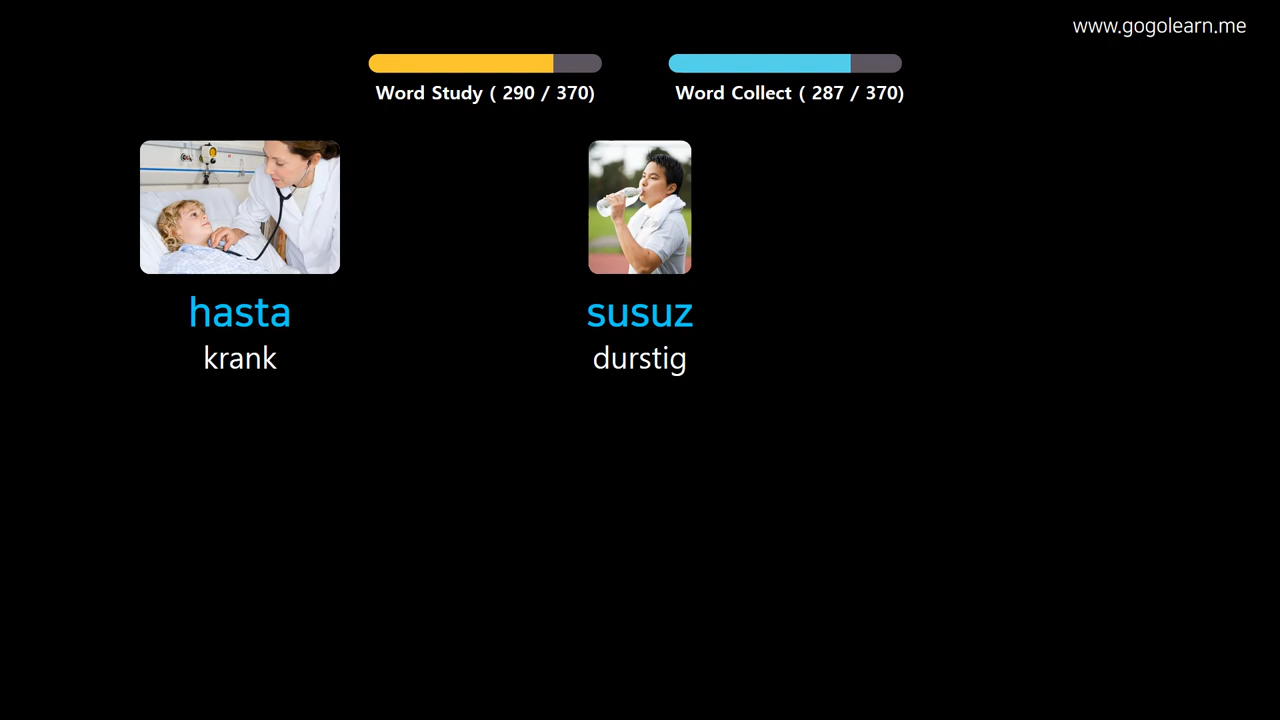 www.gogolearn.me
Word Study ( 290 / 370)
Word Collect ( 287 / 370)
hasta
krank
susuz
durstig